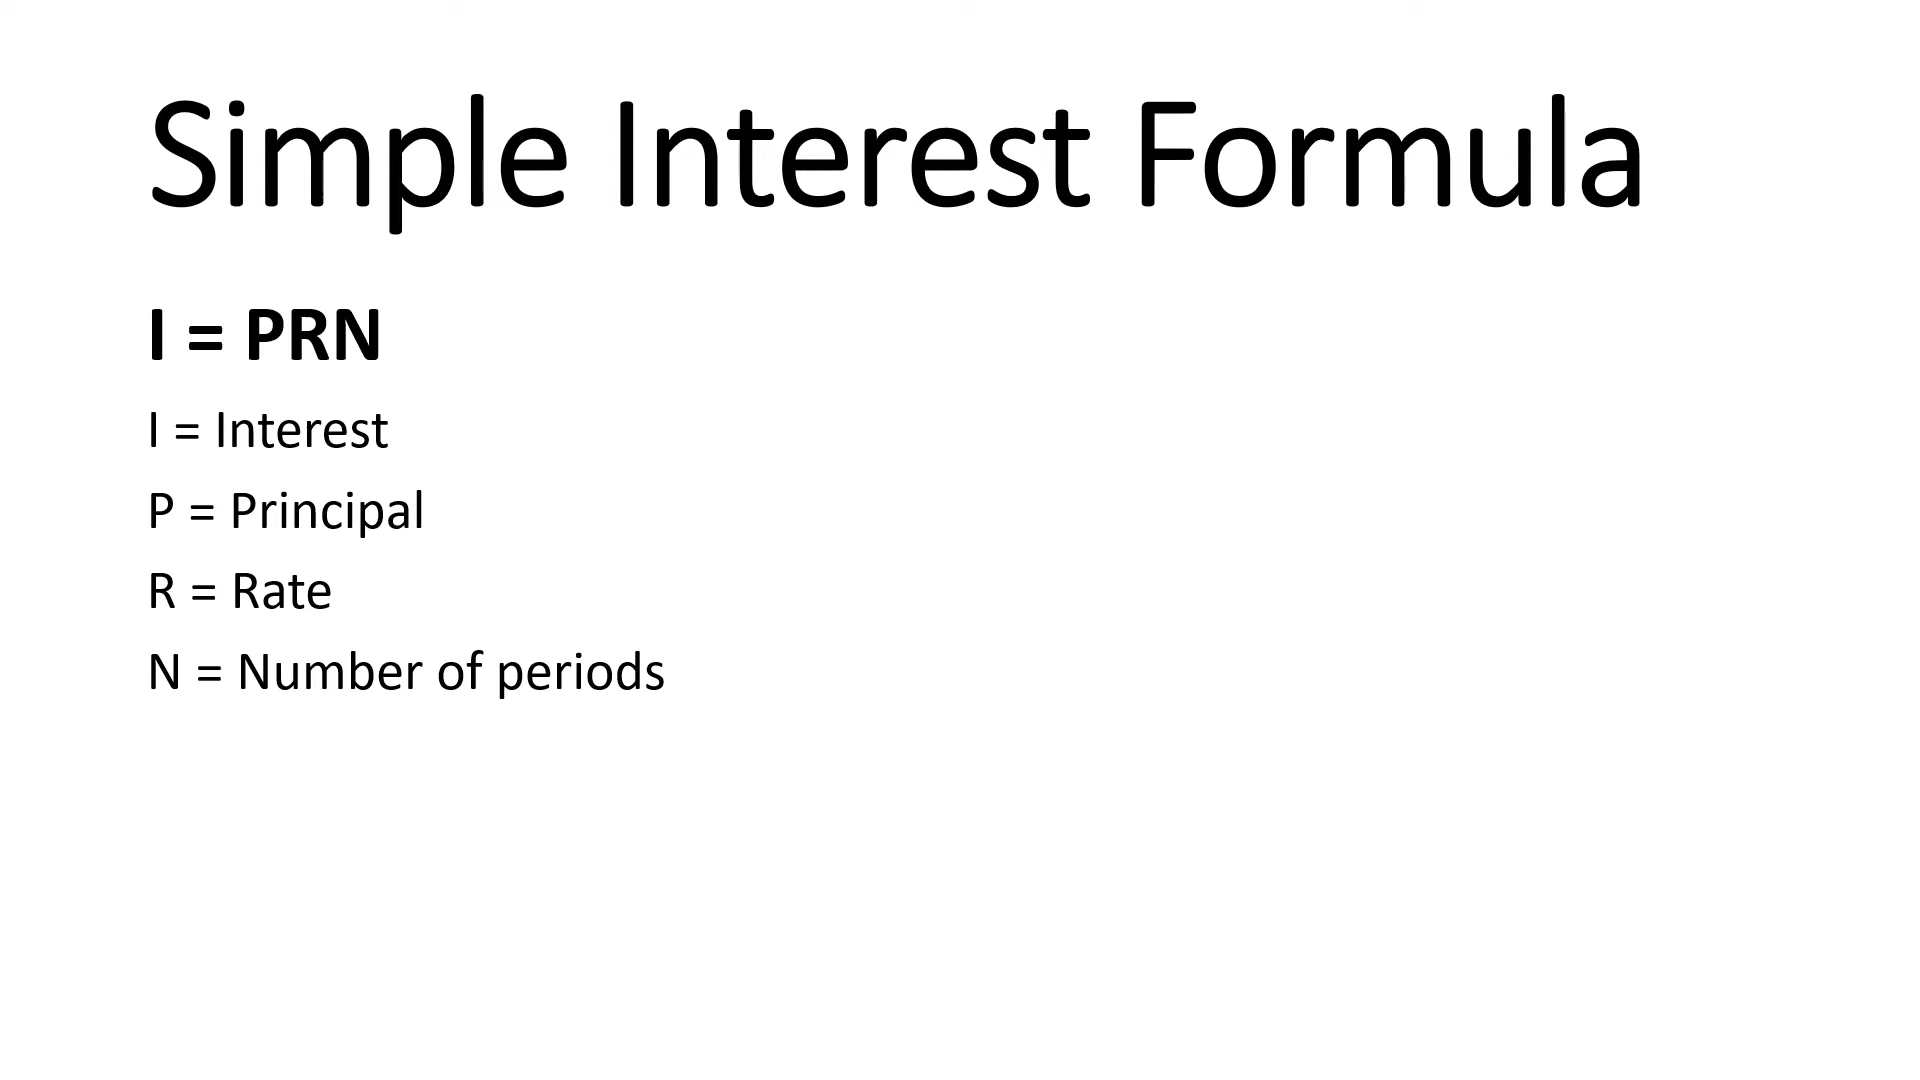 Simple Interest Formula
I = PRN
I = Interest
P = Principal
R = Rate
N = Number of periods